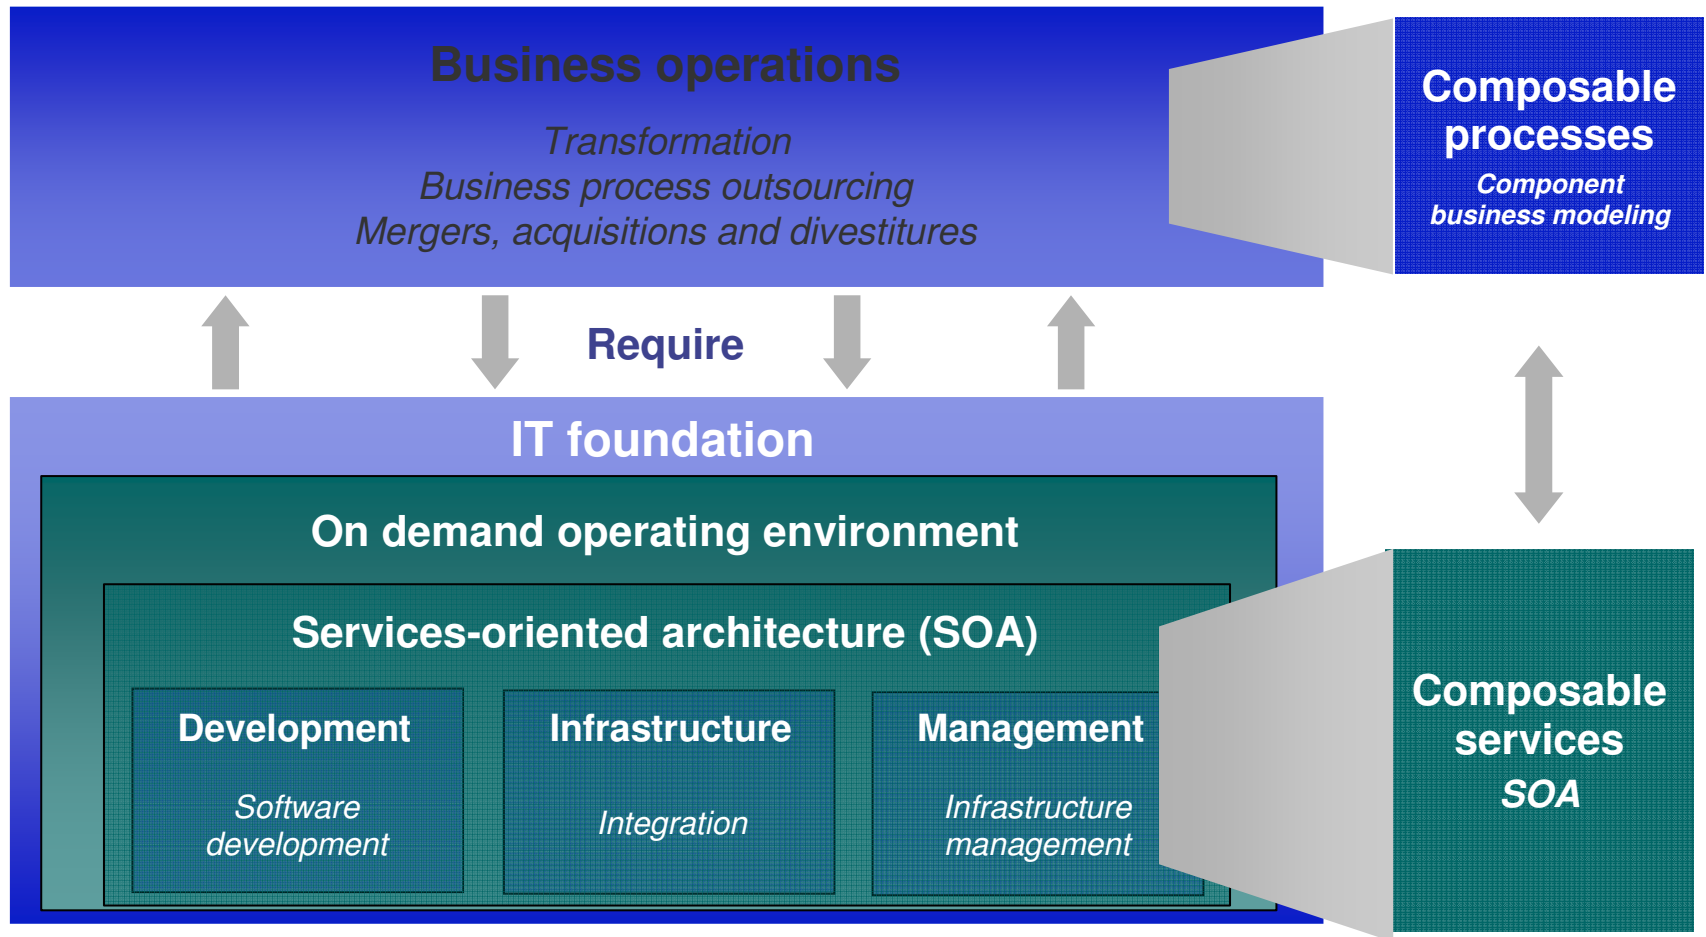 Business operations
Transformation
Business process outsourcing
Mergers, acquisitions and divestitures
Composable
processes
Component
business modeling
Require
IT foundation
On demand operating environment
Services-oriented architecture (SOA)
Development
Software
development
Infrastructure
Integration
Management
Infrastructure
management
Composable
services
SOA